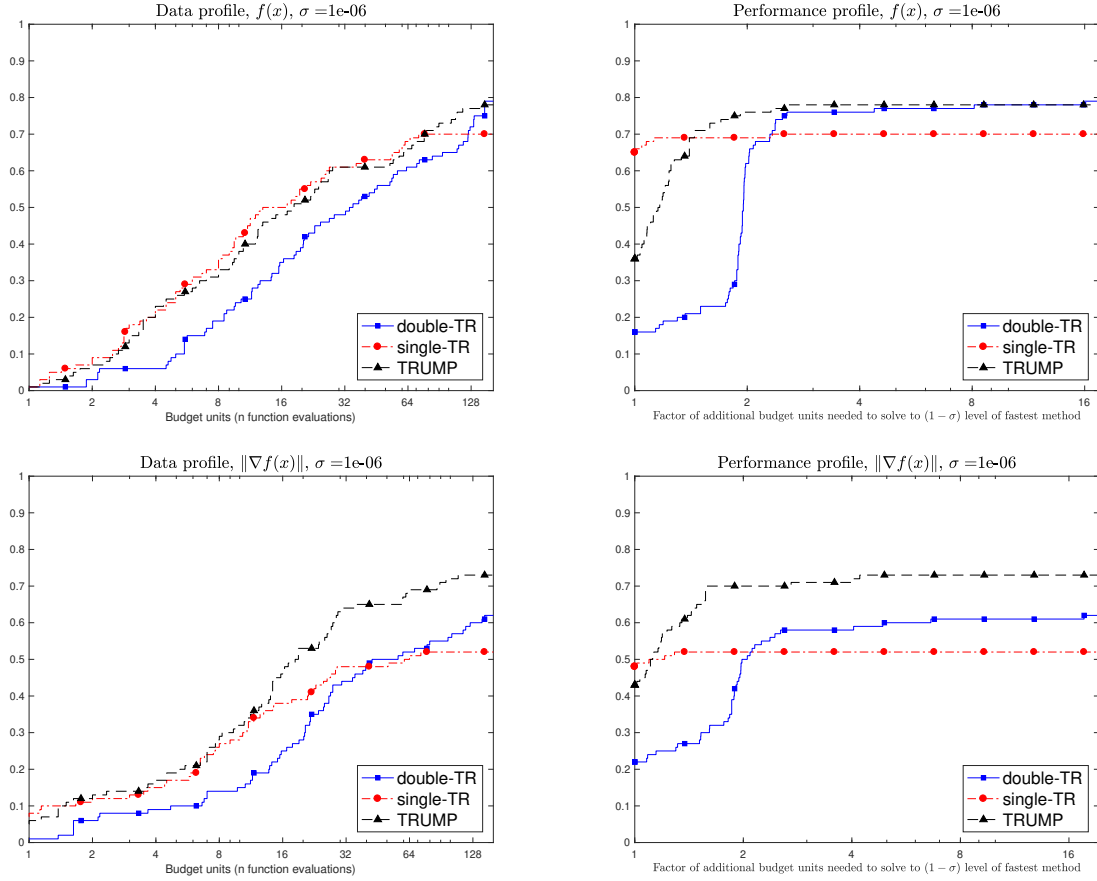 Data profile, f(x), σ =1e-06
1
0.9
0.8
0.7
0.6
0.5
0.4
0.3
0.2
0.1
0
double-TR
single-TR
TRUMP
1 2 4 8 16 32 64 128
Budget units (n function evaluations)
Performance profile, f(x), σ =1e-06
1
0.9
0.8
0.7
0.6
0.5
0.4
0.3
0.2
0.1
0
double-TR
single-TR
TRUMP
1 2 4 8 16
Factor of additional budget units needed to solve to (1 − σ) level of fastest method
Data profile, ‖∇f(x)‖, σ =1e-06
1
0.9
0.8
0.7
0.6
0.5
0.4
0.3
0.2
0.1
0
double-TR
single-TR
TRUMP
1 2 4 8 16 32 64 128
Budget units (n function evaluations)
Performance profile, ‖∇f(x)‖, σ =1e-06
1
0.9
0.8
0.7
0.6
0.5
0.4
0.3
0.2
0.1
0
double-TR
single-TR
TRUMP
1 2 4 8 16
Factor of additional budget units needed to solve to (1 − σ) level of fastest method